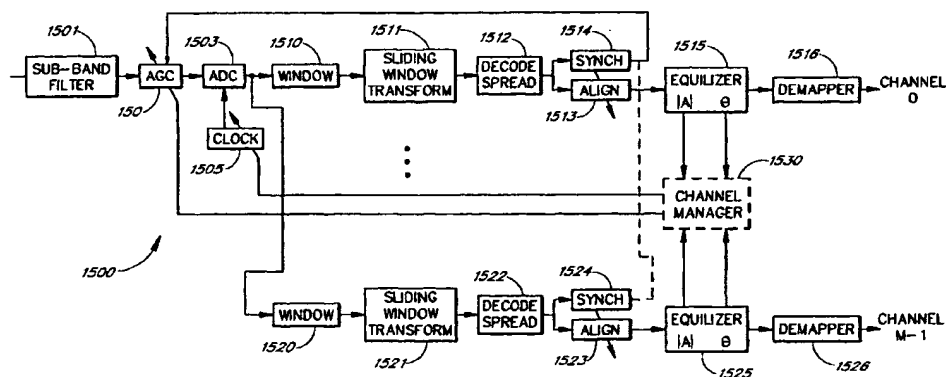 1501
SUB-BAND
FILTER
AGC
150
1503
ADC
CLOCK
1505
1510
WINDOW
1511
SLIDING
WINDOW
TRANSFORM
1512
DECODE
SPREAD
1514
SYNCH
ALIGN
1513
1515
EQUILIZER
|A| θ
1516
DEMAPPER
CHANNEL
0
1530
CHANNEL
MANAGER
1500
WINDOW
1520
SLIDING
WINDOW
TRANSFORM
1521
1522
DECODE
SPREAD
1524
SYNCH
ALIGN
1523
EQUILIZER
|A| θ
1525
DEMAPPER
1526
CHANNEL
M-1